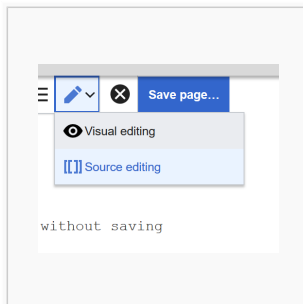 Save page...
Visual editing
[[ ]] Source editing
without saving